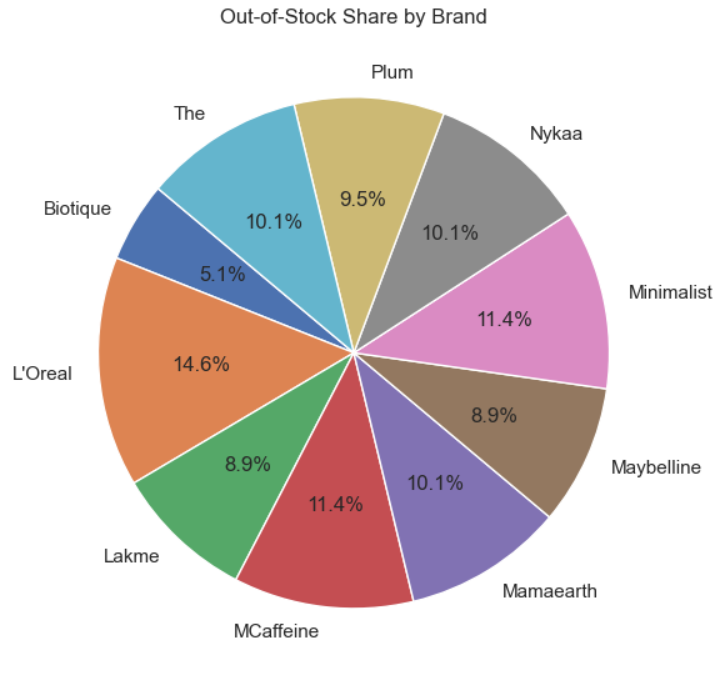 Out-of-Stock Share by Brand
Plum
The
Nykaa
9.5%
Biotique
10.1%
10.1%
5.1%
Minimalist
11.4%
L'Oreal
14.6%
8.9%
Maybelline
8.9%
10.1%
11.4%
Lakme
Mamaearth
MCaffeine